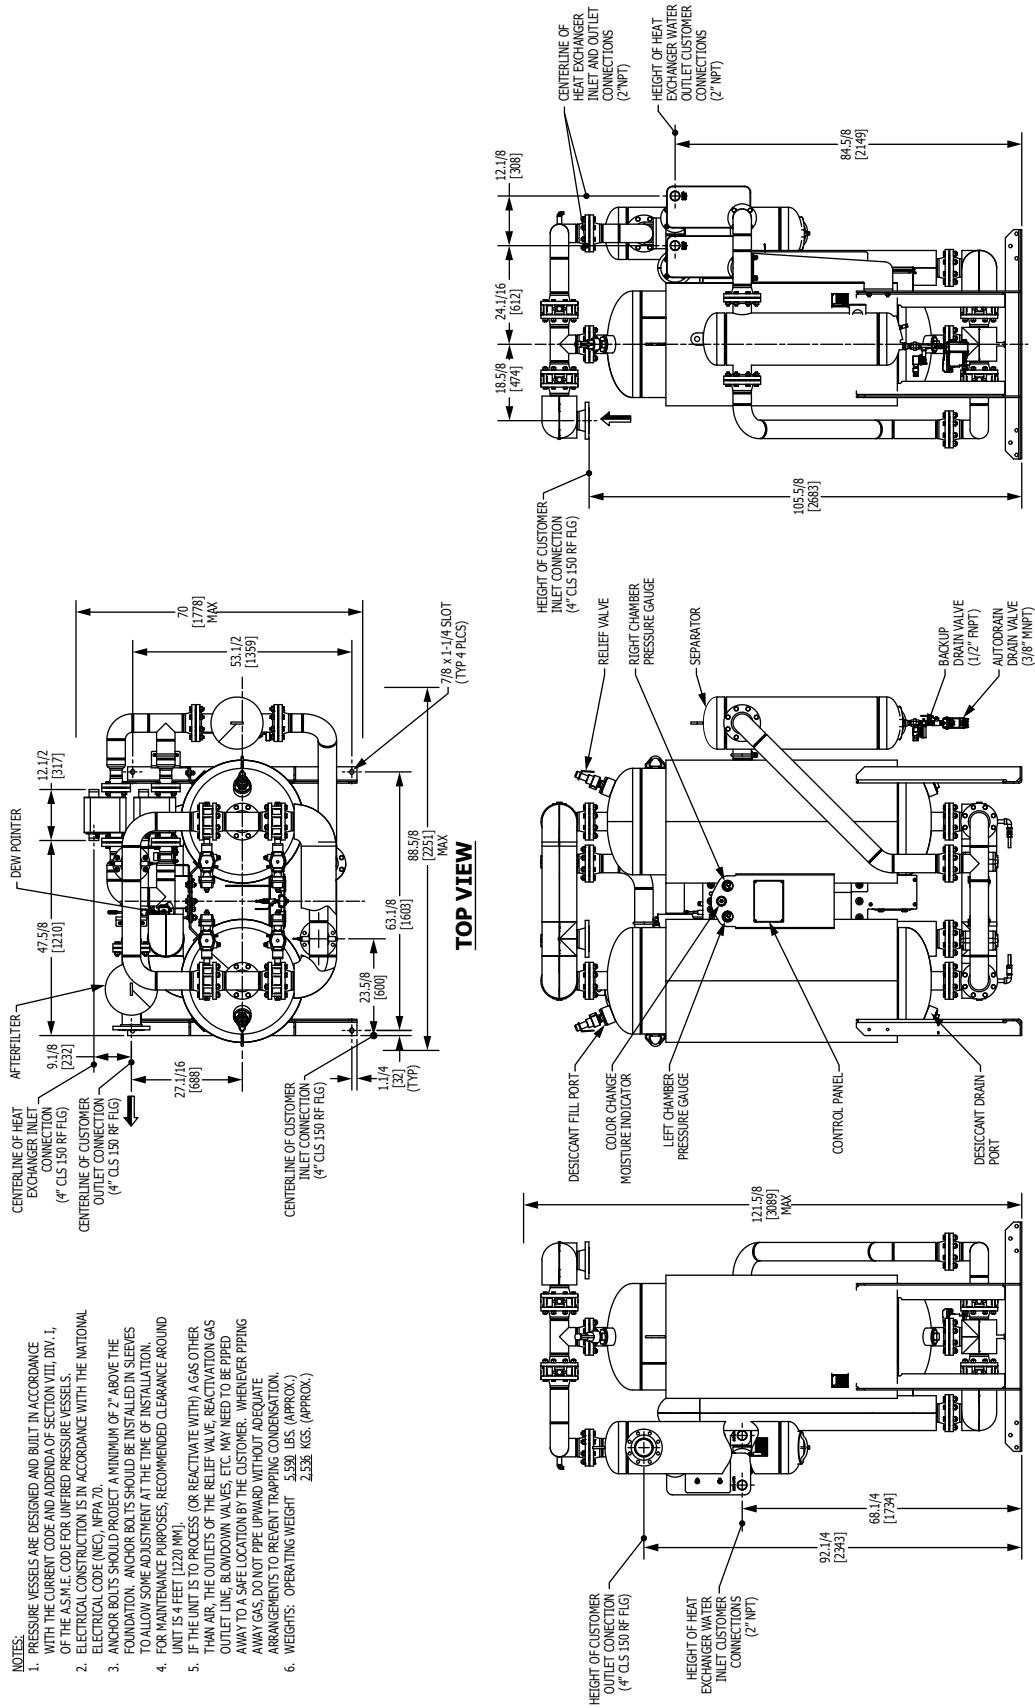 NOTES:
1. PRESSURE VESSELS ARE DESIGNED AND BUILT IN ACCORDANCE
WITH THE CURRENT CODE AND ADDENDA OF SECTION VIII, DIV. I,
OF THE A.S.M.E. CODE FOR UNFIRED PRESSURE VESSELS.
2. ELECTRICAL CONSTRUCTION IS IN ACCORDANCE WITH THE NATIONAL
ELECTRICAL CODE (NEC), NFPA 70.
3. ANCHOR BOLTS SHOULD PROJECT A MINIMUM OF 2" ABOVE THE
FOUNDATION. ANCHOR BOLTS SHOULD BE INSTALLED IN SLEEVES
TO ALLOW SOME ADJUSTMENT AT THE TIME OF INSTALLATION.
4. FOR MAINTENANCE PURPOSES, RECOMMENDED CLEARANCE AROUND
UNIT IS 4 FEET [1220 MM].
5. IF THE UNIT IS TO PROCESS (OR REACTIVATE WITH) A GAS OTHER
THAN AIR, THE OUTLETS OF THE RELIEF VALVE, REACTIVATION GAS
OUTLET LINE, BLOWDOWN VALVES, ETC. MAY NEED TO BE PIPED
AWAY TO A SAFE LOCATION BY THE CUSTOMER. WHENEVER PIPING
AWAY GAS, DO NOT PIPE UPWARD WITHOUT ADEQUATE
ARRANGEMENTS TO PREVENT TRAPPING CONDENSATION.
6. WEIGHTS: OPERATING WEIGHT 5,590 LBS. (APPROX.)
2,536 KGS. (APPROX.)
CENTERLINE OF HEAT
EXCHANGER INLET
CONNECTION
(4" CLS 150 RF FLG)
CENTERLINE OF CUSTOMER
OUTLET CONNECTION
(4" CLS 150 RF FLG)
CENTERLINE OF CUSTOMER
INLET CONNECTION
(4" CLS 150 RF FLG)
AFTERFILTER
DEW POINTER
9.1/8
[232]
47.5/8
[1210]
12.1/2
[317]
27.1/16
[688]
1.1/4
[32]
(TYP)
23.5/8
[600]
63.1/8
[1603]
88.5/8
[2251]
MAX
70
[1778]
MAX
53.1/2
[1359]
7/8 x 1-1/4 SLOT
(TYP 4 PLCS)
TOP VIEW
HEIGHT OF CUSTOMER
OUTLET CONECTION
(4" CLS 150 RF FLG)
HEIGHT OF HEAT
EXCHANGER WATER
INLET CUSTOMER
CONNECTIONS
(2" NPT)
92.1/4
[2343]
68.1/4
[1734]
121.5/8
[3089]
MAX
DESICCANT FILL PORT
COLOR CHANGE
MOISTURE INDICATOR
LEFT CHAMBER
PRESSURE GAUGE
CONTROL PANEL
DESICCANT DRAIN
PORT
RELIEF VALVE
RIGHT CHAMBER
PRESSURE GAUGE
SEPARATOR
BACKUP
DRAIN VALVE
(1/2" FNPT)
AUTODRAIN
DRAIN VALVE
(3/8" MNPT)
HEIGHT OF CUSTOMER
INLET CONNECTION
(4" CLS 150 RF FLG)
105.5/8
[2683]
18.5/8
[474]
24.1/16
[612]
12.1/8
[308]
CENTERLINE OF
HEAT EXCHANGER
INLET AND OUTLET
CONNECTIONS
(2"NPT)
HEIGHT OF HEAT
EXCHANGER WATER
OUTLET CUSTOMER
CONNECTIONS
(2" NPT)
84.5/8
[2149]